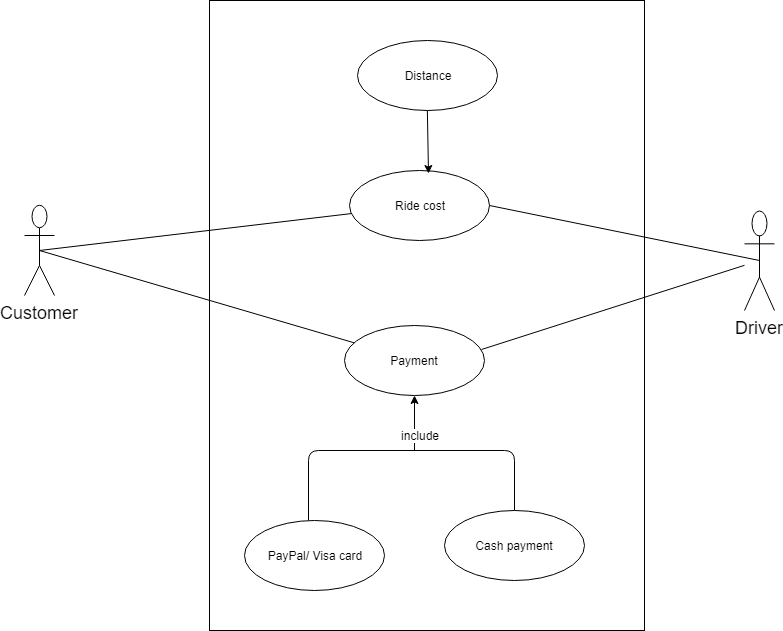 Distance
Ride cost
Customer
Driver
Payment
include
PayPal/ Visa card
Cash payment